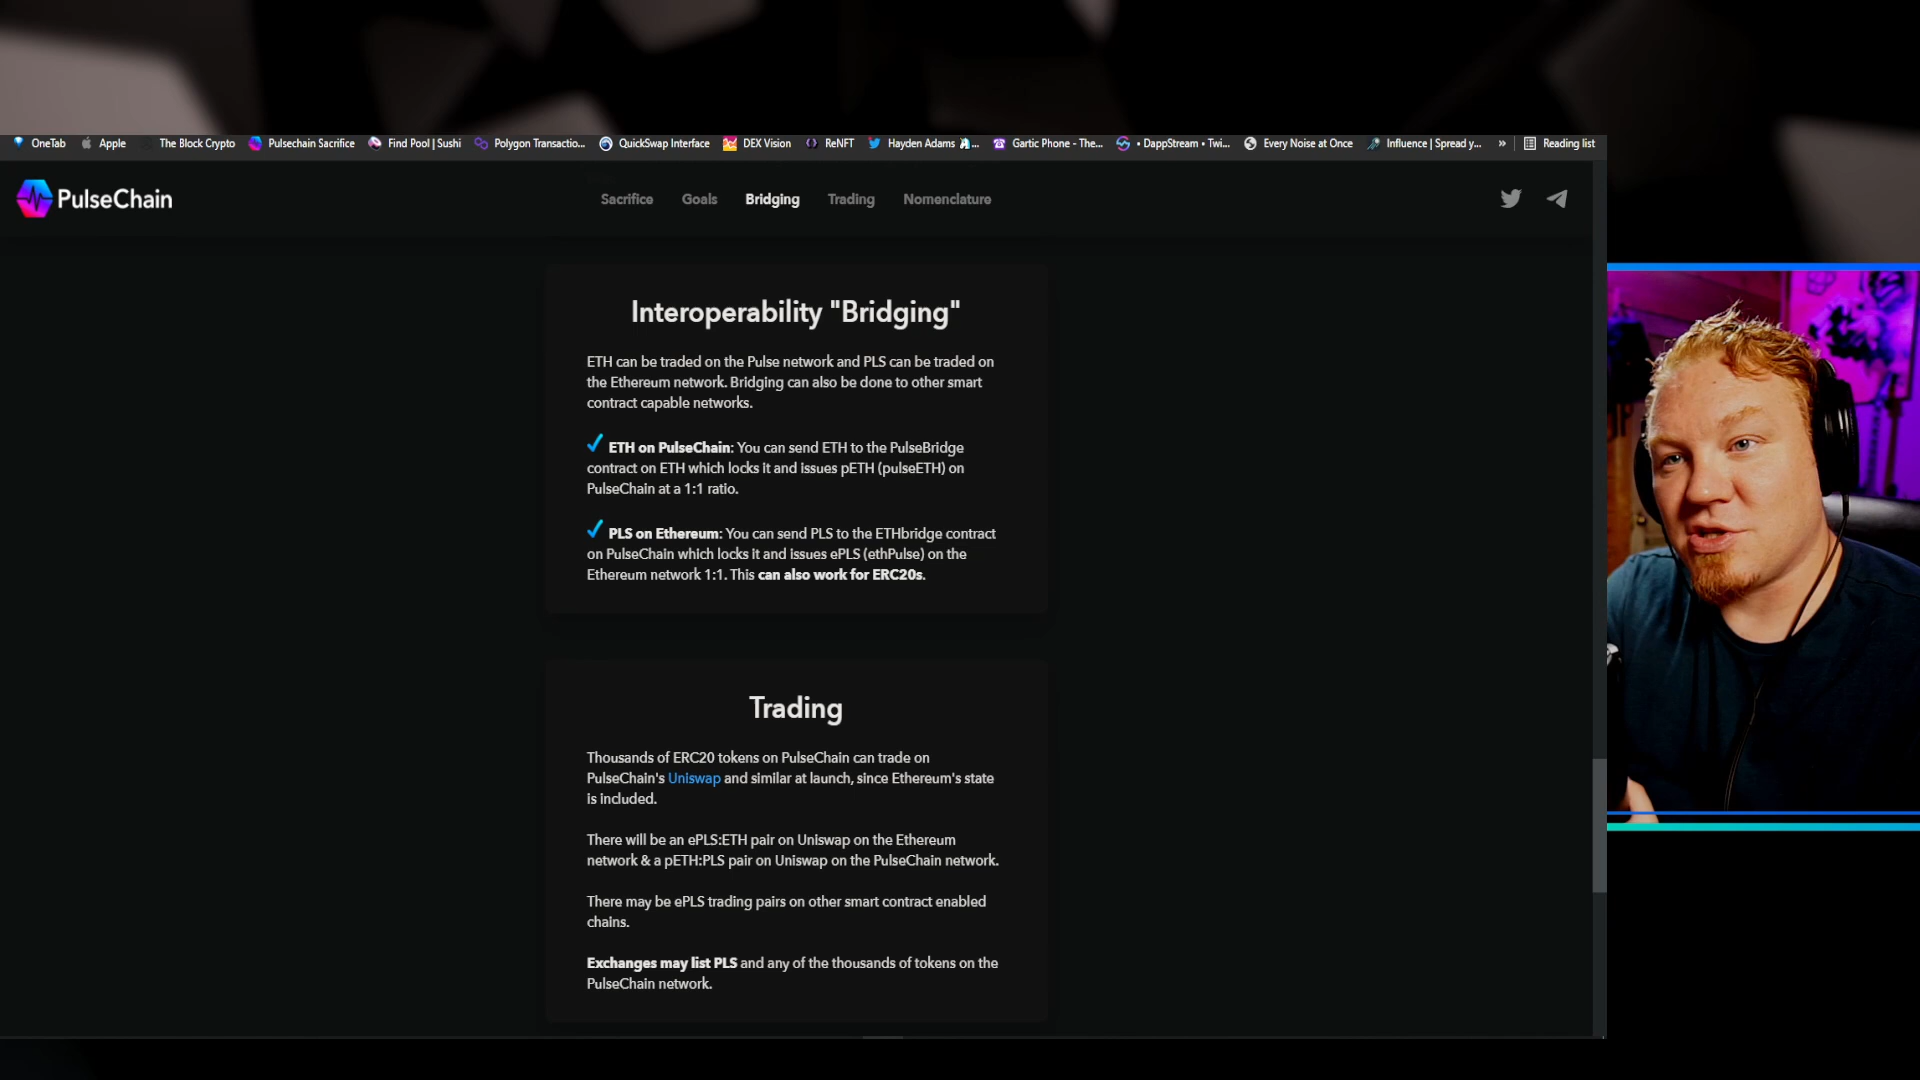 OneTab Apple The Block Crypto Pulsechain Sacrifice Find Pool | Sushi Polygon Transactio... QuickSwap Interface DEX Vision ReNFT Hayden Adams ... Gartic Phone - The... • DappStream • Twi... Every Noise at Once Influence | Spread y... » Reading list
PulseChain Sacrifice Goals Bridging Trading Nomenclature
Interoperability "Bridging"
ETH can be traded on the Pulse network and PLS can be traded on
the Ethereum network. Bridging can also be done to other smart
contract capable networks.
✓ ETH on PulseChain: You can send ETH to the PulseBridge
contract on ETH which locks it and issues pETH (pulseETH) on
PulseChain at a 1:1 ratio.
✓ PLS on Ethereum: You can send PLS to the ETHbridge contract
on PulseChain which locks it and issues ePLS (ethPulse) on the
Ethereum network 1:1. This can also work for ERC20s.
Trading
Thousands of ERC20 tokens on PulseChain can trade on
PulseChain's Uniswap and similar at launch, since Ethereum's state
is included.
There will be an ePLS:ETH pair on Uniswap on the Ethereum
network & a pETH:PLS pair on Uniswap on the PulseChain network.
There may be ePLS trading pairs on other smart contract enabled
chains.
Exchanges may list PLS and any of the thousands of tokens on the
PulseChain network.